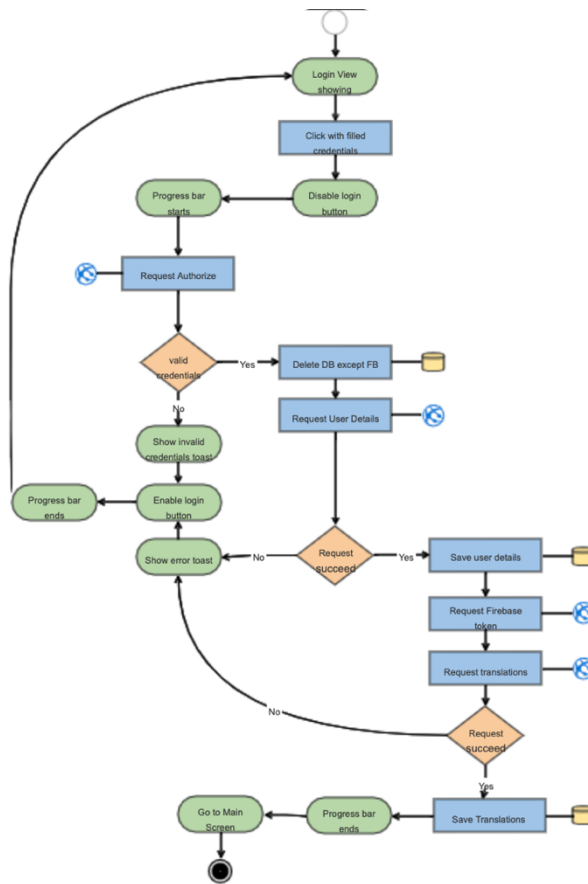 Login View
showing
Click with filled
credentials
Progress bar
starts
Disable login
button
Request Authorize
valid
credentials
Yes
Delete DB except FB
No
Request User Details
Show invalid
credentials toast
Progress bar
ends
Enable login
button
Show error toast
No
Request
succeed
Yes
Save user details
Request Firebase
token
Request translations
No
Request
succeed
Yes
Go to Main
Screen
Progress bar
ends
Save Translations